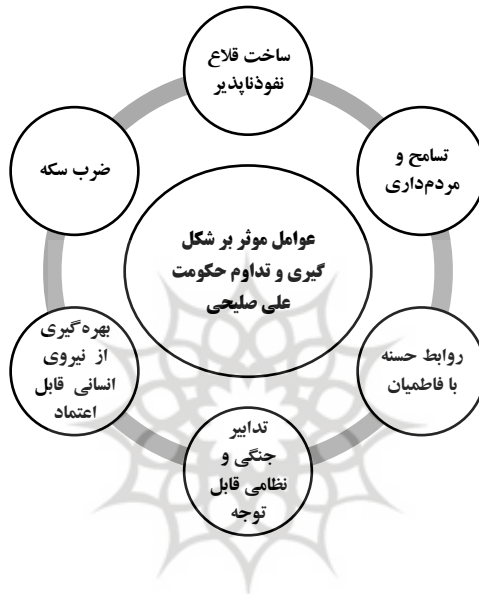 ساخت قلاع
نفوذناپذیر
تسامح و
مردم‌داری
ضرب سکه
عوامل موثر بر شکل
گیری و تداوم حکومت
علی صلیحی
روابط حسنه
با فاطمیان
بهره‌گیری
از نیروی
انسانی قابل
اعتماد
تدابیر
جنگی و
نظامی قابل
توجه